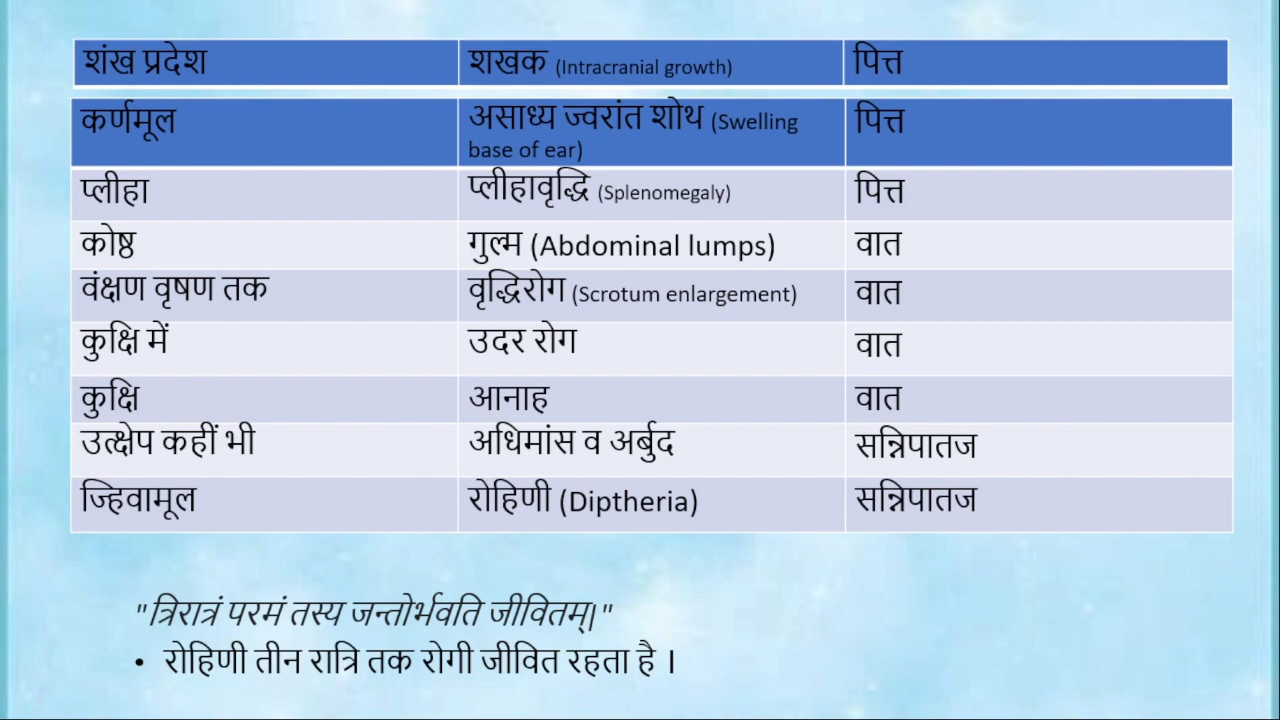 शंख प्रदेश शखक (Intracranial growth) पित्त
कर्णमूल असाध्य ज्वरांत शोथ (Swelling base of ear) पित्त
प्लीहा प्लीहावृद्धि (Splenomegaly) पित्त
कोष्ठ गुल्म (Abdominal lumps) वात
वंक्षण वृषण तक वृद्धिरोग (Scrotum enlargement) वात
कुक्षि में उदर रोग वात
कुक्षि आनाह वात
उत्क्षेप कहीं भी अधिमांस व अर्बुद सन्निपातज
ज्हिवामूल रोहिणी (Diptheria) सन्निपातज
"त्रिरात्रं परमं तस्य जन्तोर्भवति जीवितम्|"
• रोहिणी तीन रात्रि तक रोगी जीवित रहता है ।